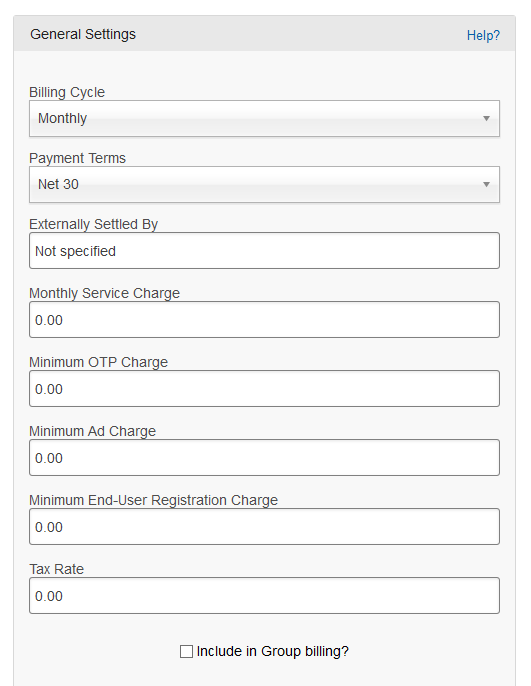 General Settings Help?
Billing Cycle
Monthly
Payment Terms
Net 30
Externally Settled By
Not specified
Monthly Service Charge
0.00
Minimum OTP Charge
0.00
Minimum Ad Charge
0.00
Minimum End-User Registration Charge
0.00
Tax Rate
0.00
Include in Group billing?